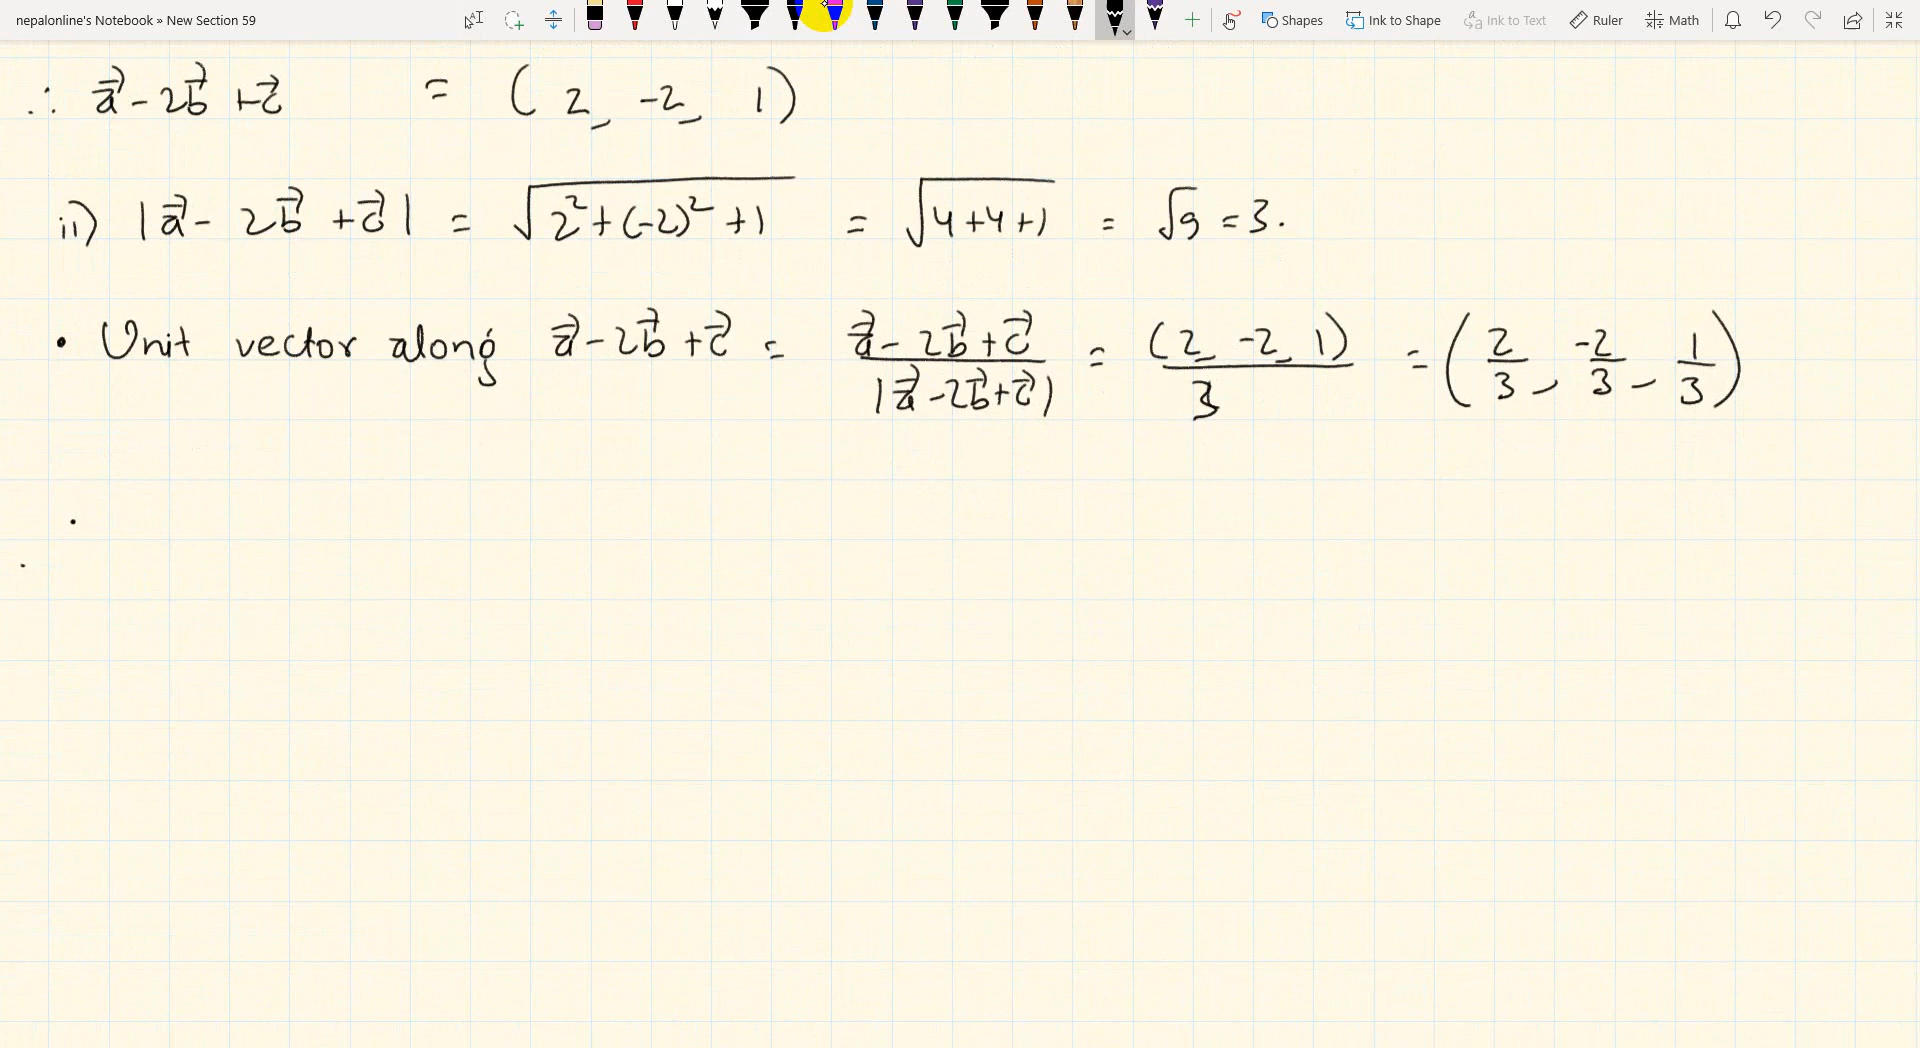 nepalonline's Notebook » New Section 59 Shapes Ink to Shape Ink to Text Ruler Math
∴ a⃗ - 2b⃗ + c⃗ = (2, -2, 1)
ii) |a⃗ - 2b⃗ + c⃗| = √(2² + (-2)² + 1) = √(4 + 4 + 1) = √9 = 3.
• Unit vector along a⃗ - 2b⃗ + c⃗ = (a⃗ - 2b⃗ + c⃗)/|a⃗ - 2b⃗ + c⃗| = (2, -2, 1)/3 = (2/3, -2/3, 1/3)